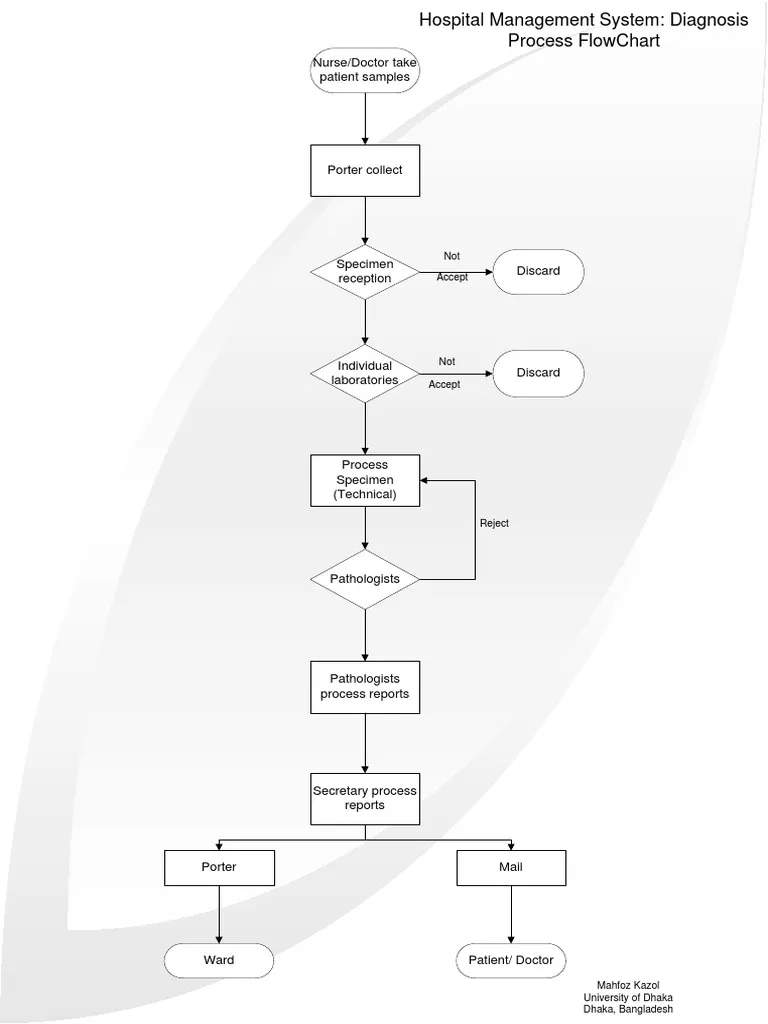 Hospital Management System: Diagnosis
Process FlowChart
Nurse/Doctor take
patient samples
Porter collect
Specimen
reception
Not
Accept
Discard
Individual
laboratories
Not
Accept
Discard
Process
Specimen
(Technical)
Reject
Pathologists
Pathologists
process reports
Secretary process
reports
Porter
Mail
Ward
Patient/ Doctor
Mahfoz Kazol
University of Dhaka
Dhaka, Bangladesh